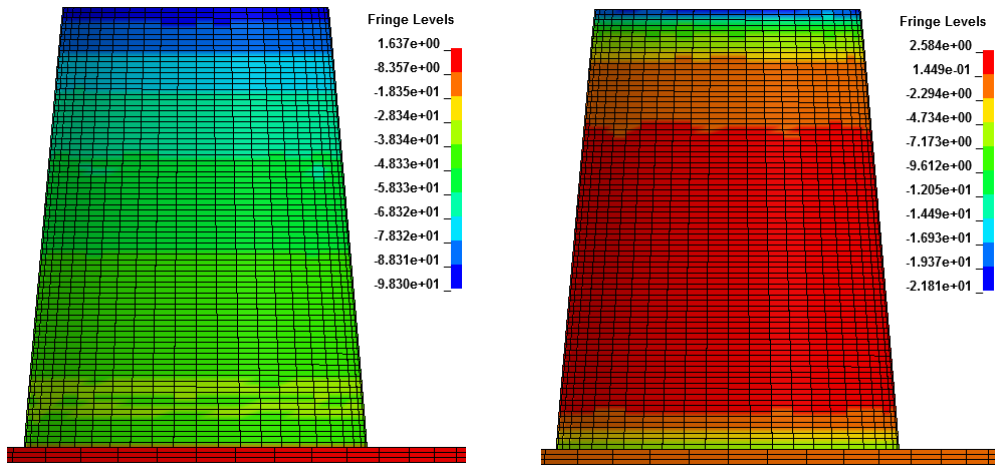 Fringe Levels
1.637e+00
-8.357e+00
-1.835e+01
-2.834e+01
-3.834e+01
-4.833e+01
-5.833e+01
-6.832e+01
-7.832e+01
-8.831e+01
-9.830e+01
Fringe Levels
2.584e+00
1.449e-01
-2.294e+00
-4.734e+00
-7.173e+00
-9.612e+00
-1.205e+01
-1.449e+01
-1.693e+01
-1.937e+01
-2.181e+01